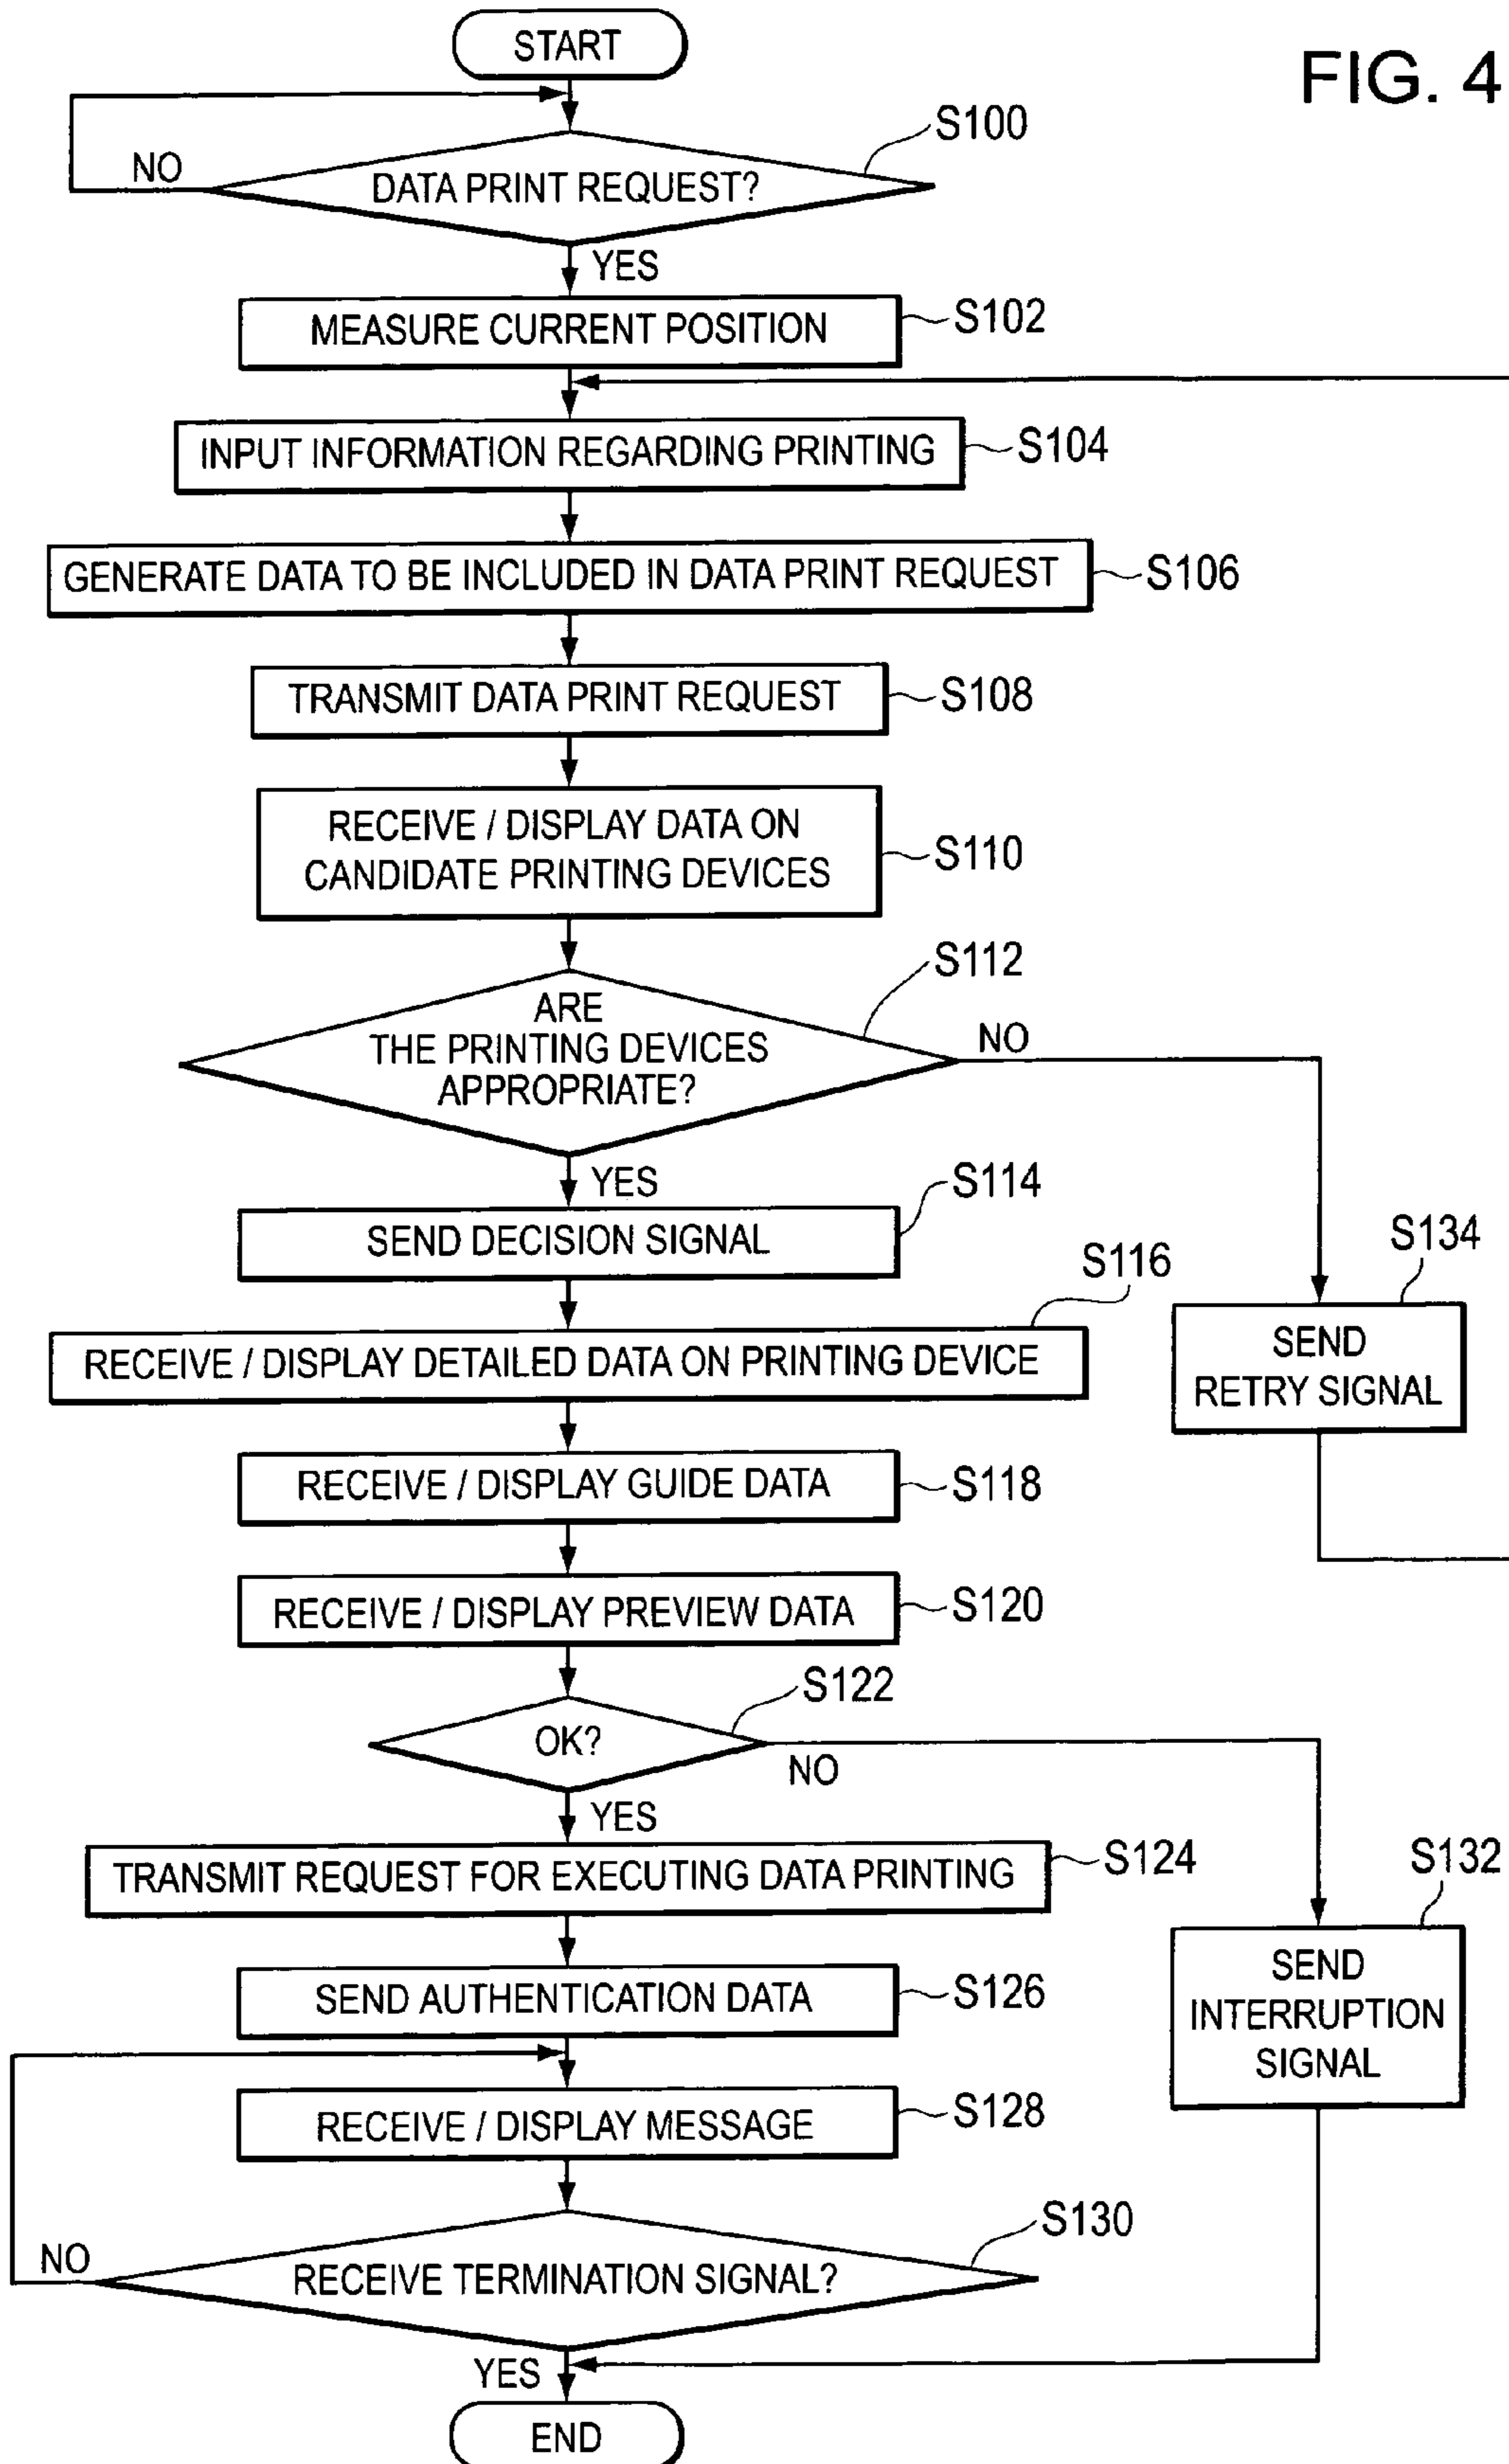 START
FIG. 4
S100
NO
DATA PRINT REQUEST?
YES
MEASURE CURRENT POSITION
S102
INPUT INFORMATION REGARDING PRINTING
S104
GENERATE DATA TO BE INCLUDED IN DATA PRINT REQUEST
S106
TRANSMIT DATA PRINT REQUEST
S108
RECEIVE / DISPLAY DATA ON
CANDIDATE PRINTING DEVICES
S110
S112
ARE
THE PRINTING DEVICES
APPROPRIATE?
NO
YES
S114
SEND DECISION SIGNAL
S116
S134
SEND
RETRY SIGNAL
RECEIVE / DISPLAY DETAILED DATA ON PRINTING DEVICE
RECEIVE / DISPLAY GUIDE DATA
S118
RECEIVE / DISPLAY PREVIEW DATA
S120
S122
OK?
NO
YES
TRANSMIT REQUEST FOR EXECUTING DATA PRINTING
S124
S132
SEND
INTERRUPTION
SIGNAL
SEND AUTHENTICATION DATA
S126
RECEIVE / DISPLAY MESSAGE
S128
S130
NO
RECEIVE TERMINATION SIGNAL?
YES
END